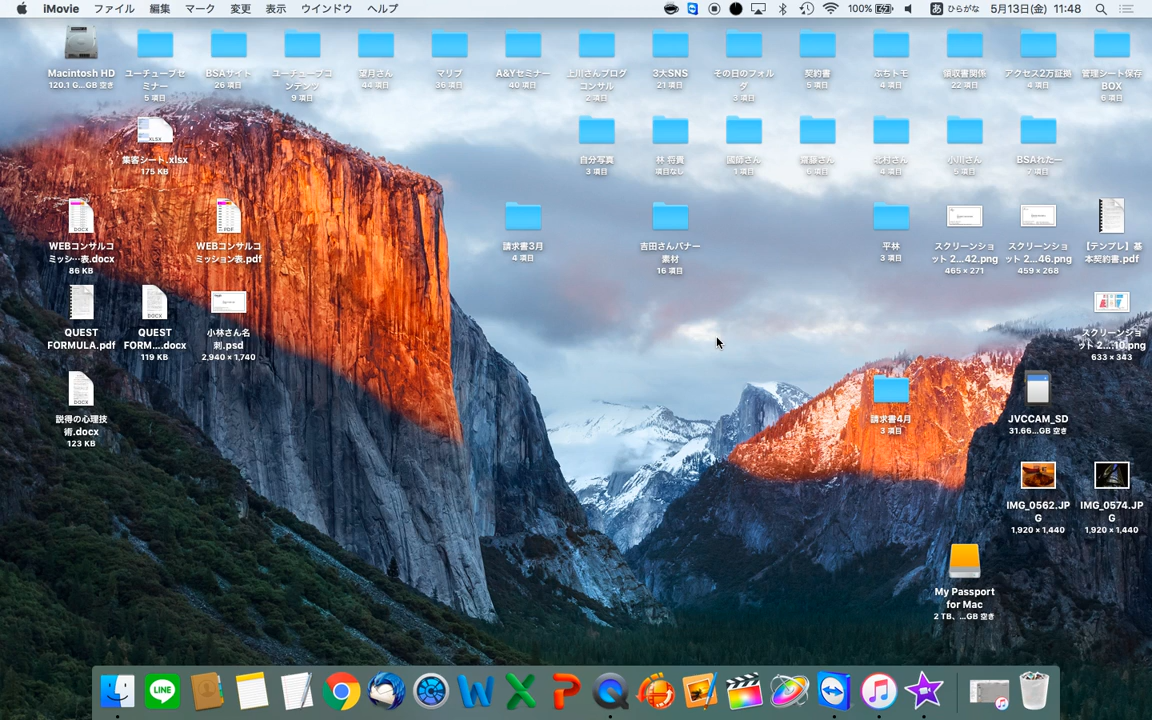 iMovie ファイル 編集 マーク 変更 表示 ウインドウ ヘルプ 100% あ ひらがな 5月13日(金) 11:48
Macintosh HD
120.1 G...GB 空き
ユーチューブセ
ミナー
5 項目
BSAサイト
26 項目
ユーチューブコ
ンテンツ
9 項目
望月さん
44 項目
マリブ
36 項目
A&Yセミナー
40 項目
上川さんブログ
コンサル
2 項目
3大SNS
21 項目
その日のフォル
ダ
3 項目
契約書
5 項目
ぷちトモ
4 項目
領収書関係
22 項目
アクセス2万証拠
4 項目
管理シート保存
BOX
6 項目
XLSX
集客シート.xlsx
175 KB
自分写真
3 項目
林 将貴
項目なし
國師さん
1 項目
齋藤さん
6 項目
北村さん
4 項目
小川さん
5 項目
BSAれたー
7 項目
DOCX
WEBコンサルコ
ミッシ…表.docx
86 KB
PDF
WEBコンサルコ
ミッション表.pdf
請求書3月
4 項目
吉田さんバナー
素材
16 項目
平林
3 項目
スクリーンショ
ット 2...42.png
465 × 271
スクリーンショ
ット 2...46.png
459 × 268
【テンプレ】基
本契約書.pdf
QUEST
FORMULA.pdf
DOCX
QUEST
FORM....docx
119 KB
小林さん名
刺.psd
2,940 × 1,740
スクリーンショ
ット 2...10.png
633 × 343
DOCX
説得の心理技
術.docx
123 KB
請求書4月
3 項目
JVCCAM_SD
31.66...GB 空き
IMG_0562.JP
G
1,920 × 1,440
IMG_0574.JP
G
1,920 × 1,440
My Passport
for Mac
2 TB、...GB 空き
LINE